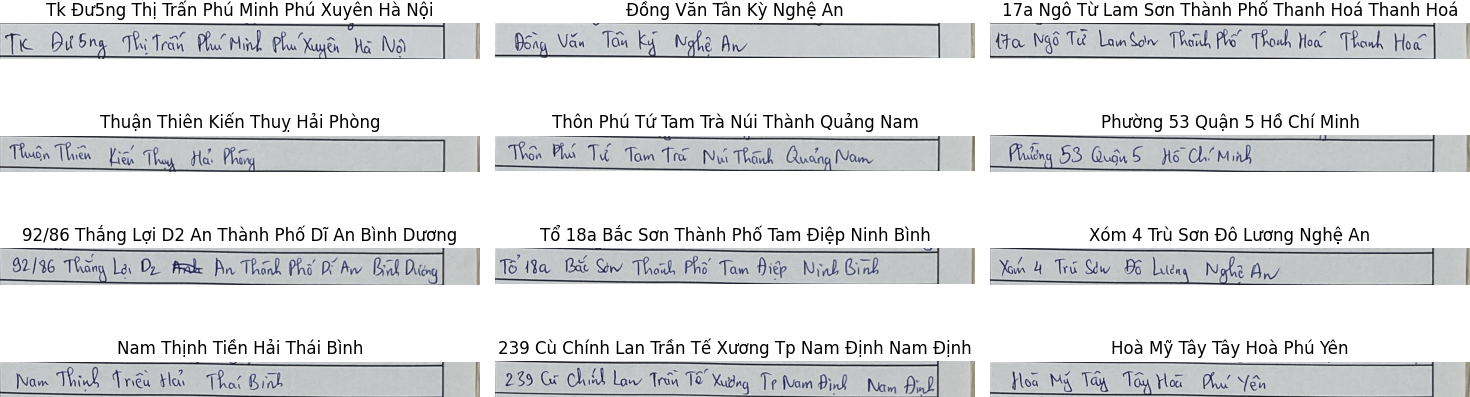 Tk Đư5ng Thị Trấn Phú Minh Phú Xuyên Hà Nội
Đồng Văn Tân Kỳ Nghệ An
17a Ngô Từ Lam Sơn Thành Phố Thanh Hoá Thanh Hoá
Tk Đư5ng Thị Trấn Phú Minh Phú Xuyên Hà Nội
Đồng Văn Tân Kỳ Nghệ An
17a Ngô Từ Lam Sơn Thành Phố Thanh Hoá Thanh Hoá
Thuận Thiên Kiến Thuỵ Hải Phòng
Thôn Phú Tứ Tam Trà Núi Thành Quảng Nam
Phường 53 Quận 5 Hồ Chí Minh
Thuận Thiên Kiến Thuỵ Hải Phòng
Thôn Phú Tứ Tam Trà Núi Thành Quảng Nam
Phường 53 Quận 5 Hồ Chí Minh
92/86 Thắng Lợi D2 An Thành Phố Dĩ An Bình Dương
Tổ 18a Bắc Sơn Thành Phố Tam Điệp Ninh Bình
Xóm 4 Trù Sơn Đô Lương Nghệ An
92/86 Thắng Lợi D2 An Thành Phố Dĩ An Bình Dương
Tổ 18a Bắc Sơn Thành Phố Tam Điệp Ninh Bình
Xóm 4 Trù Sơn Đô Lương Nghệ An
Nam Thịnh Tiền Hải Thái Bình
239 Cù Chính Lan Trần Tế Xương Tp Nam Định Nam Định
Hoà Mỹ Tây Tây Hoà Phú Yên
Nam Thịnh Triều Hải Thái Bình
239 Cù Chính Lan Trần Tế Xương Tp Nam Định Nam Định
Hoà Mỹ Tây Tây Hoà Phú Yên